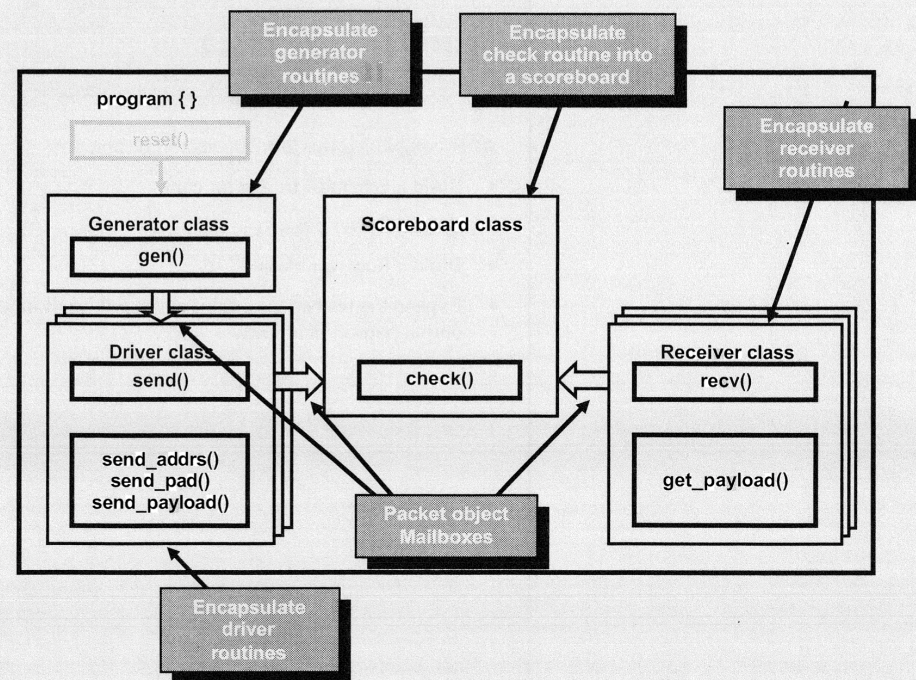 Encapsulate
generator
routines
Encapsulate
check routine into
a scoreboard
program { }
reset()
Encapsulate
receiver
routines
Generator class
gen()
Scoreboard class
Driver class
send()
check()
Receiver class
recv()
send_addrs()
send_pad()
send_payload()
get_payload()
Packet object
Mailboxes
Encapsulate
driver
routines